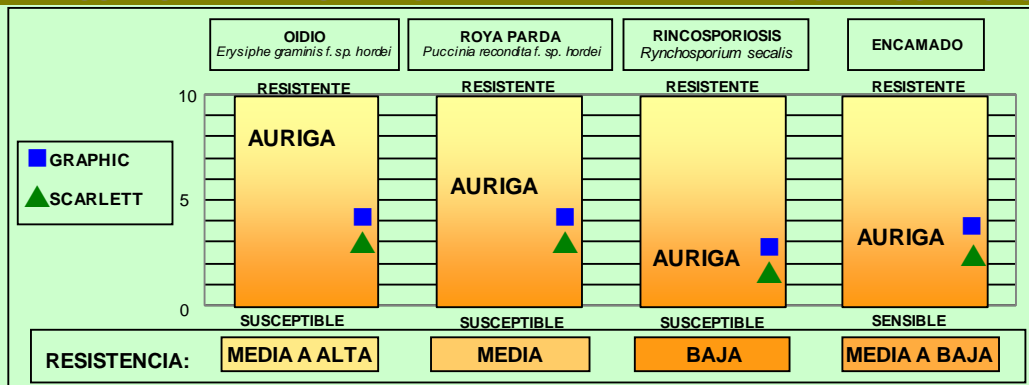 OIDIO
Erysiphe graminis f. sp. hordei
ROYA PARDA
Puccinia recondita f. sp. hordei
RINCOSPORIOSIS
Rynchosporium secalis
ENCAMADO
RESISTENTE
RESISTENTE
RESISTENTE
RESISTENTE
10
5
0
GRAPHIC
SCARLETT
AURIGA
AURIGA
AURIGA
AURIGA
SUSCEPTIBLE
SUSCEPTIBLE
SUSCEPTIBLE
SENSIBLE
RESISTENCIA:
MEDIA A ALTA
MEDIA
BAJA
MEDIA A BAJA